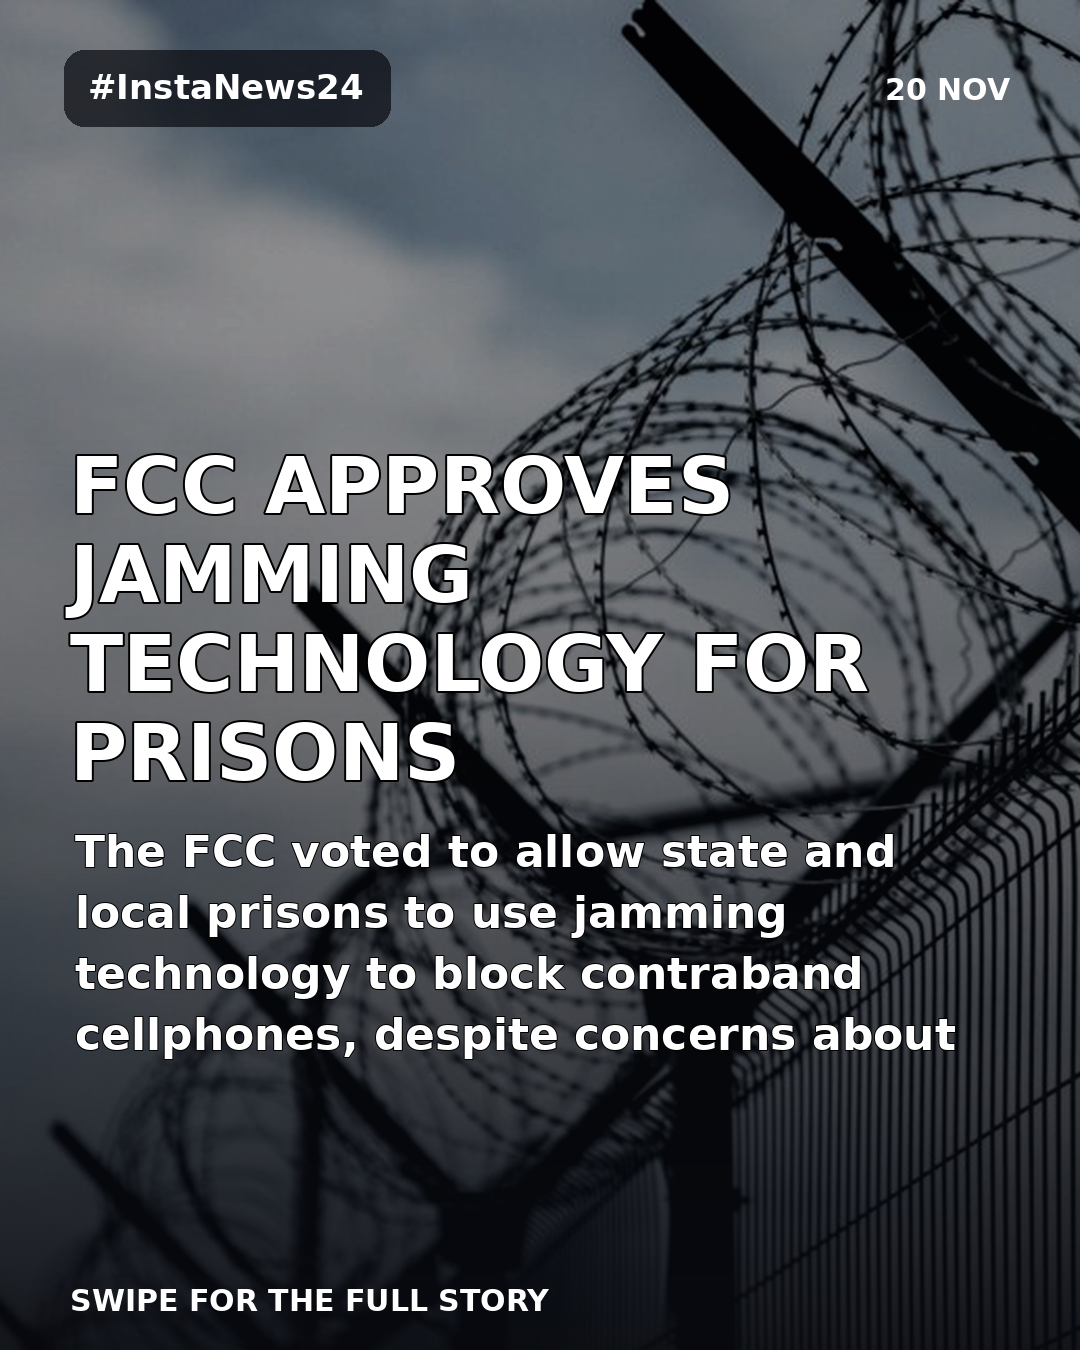 #InstaNews24
20 NOV
FCC APPROVES
JAMMING
TECHNOLOGY FOR
PRISONS
The FCC voted to allow state and
local prisons to use jamming
technology to block contraband
cellphones, despite concerns about
SWIPE FOR THE FULL STORY